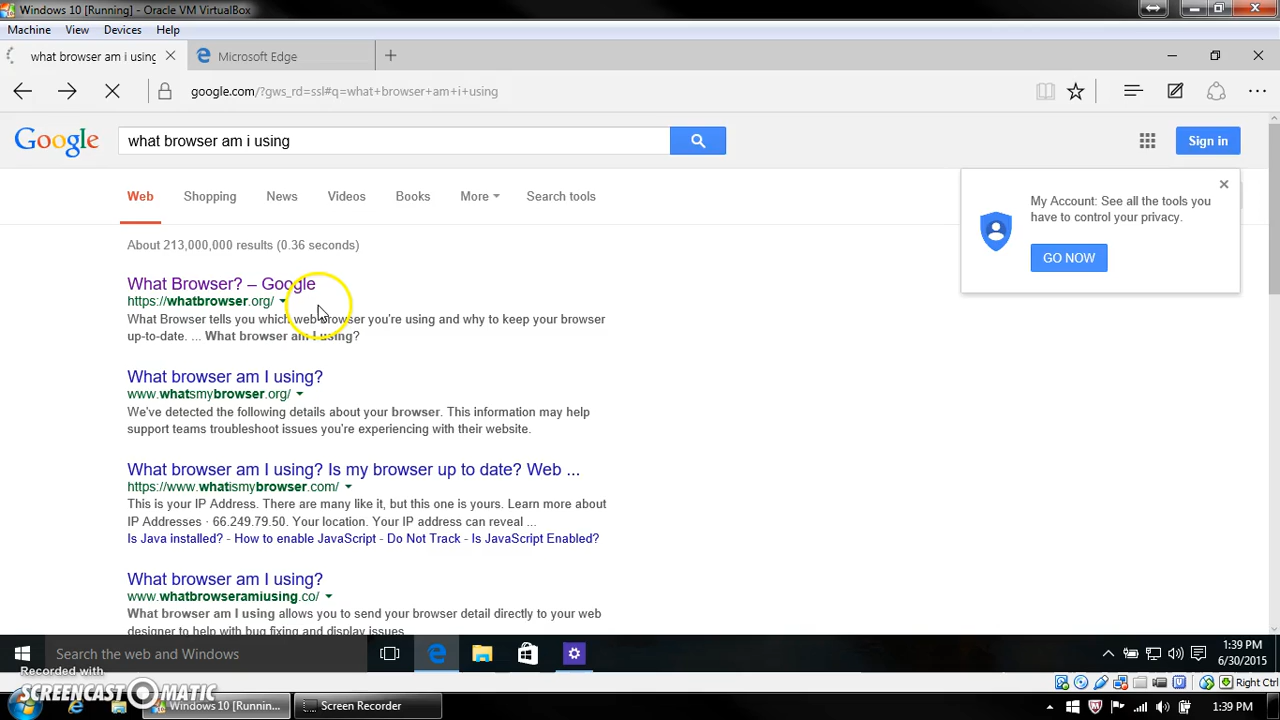 Windows 10 [Running] - Oracle VM VirtualBox
Machine View Devices Help
what browser am i using
Microsoft Edge
google.com/?gws_rd=ssl#q=what+browser+am+i+using
Google
what browser am i using
Sign in
Web Shopping News Videos Books More Search tools
My Account: See all the tools you
have to control your privacy.
GO NOW
About 213,000,000 results (0.36 seconds)
What Browser? – Google
https://whatbrowser.org/
What Browser tells you which web browser you're using and why to keep your browser
up-to-date. ... What browser am I using?
What browser am I using?
www.whatsmybrowser.org/
We've detected the following details about your browser. This information may help
support teams troubleshoot issues you're experiencing with their website.
What browser am I using? Is my browser up to date? Web ...
https://www.whatismybrowser.com/
This is your IP Address. There are many like it, but this one is yours. Learn more about
IP Addresses · 66.249.79.50. Your location. Your IP address can reveal ...
Is Java installed? - How to enable JavaScript - Do Not Track - Is JavaScript Enabled?
What browser am I using?
www.whatbrowseramiusing.co/
What browser am I using allows you to send your browser detail directly to your web
designer to help with bug fixing and display issues.
Search the web and Windows
1:39 PM
6/30/2015
Recorded with
SCREENCAST MATIC
Right Ctrl
Windows 10 [Runnin...
Screen Recorder
1:39 PM